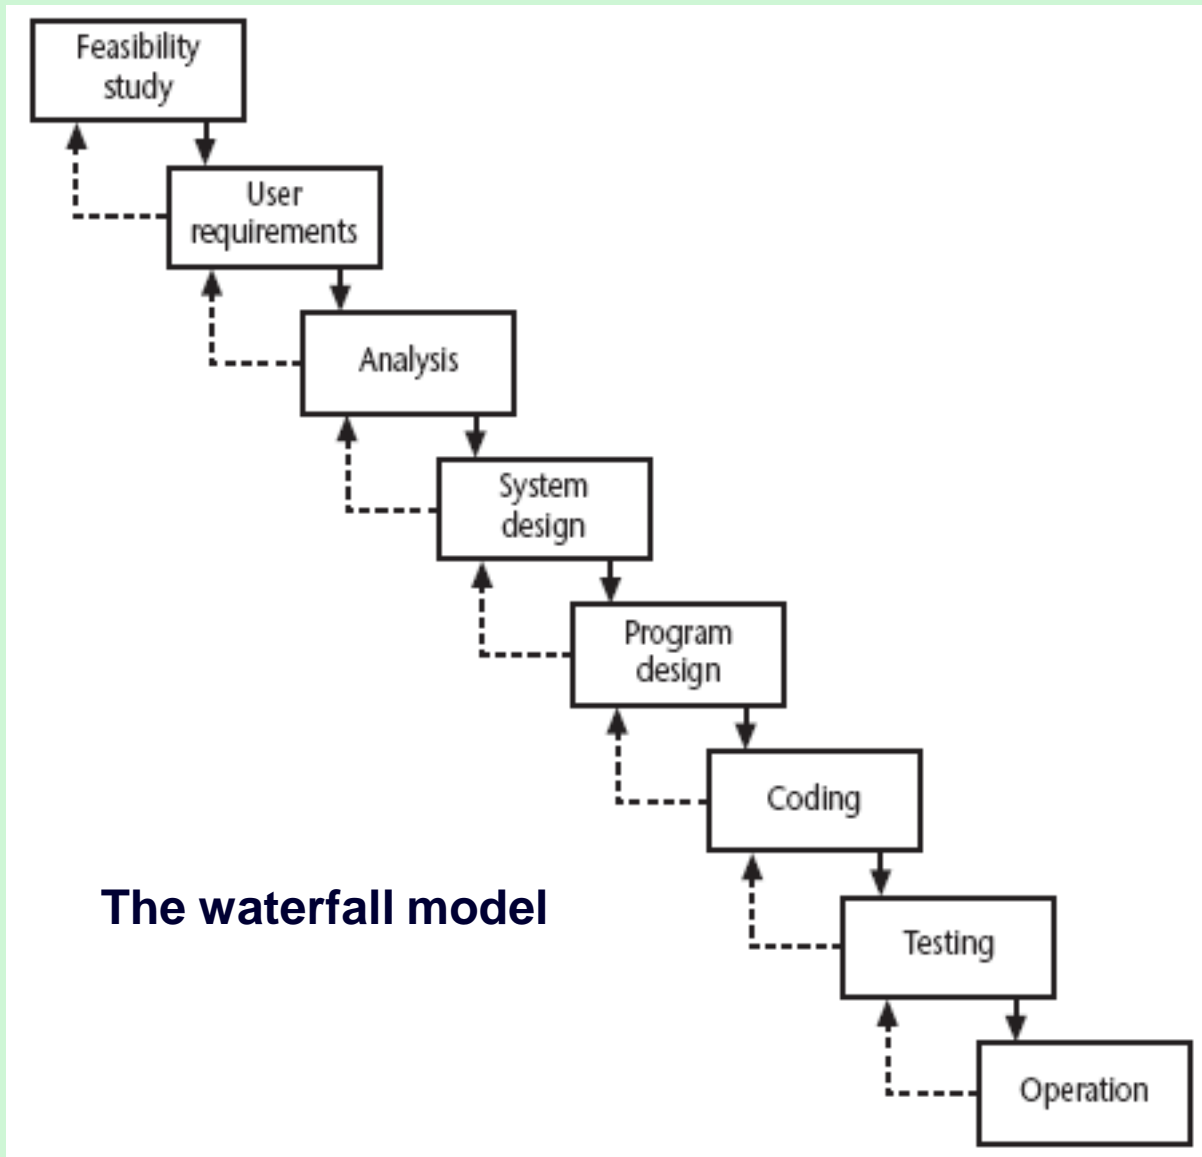 Feasibility
study
User
requirements
Analysis
System
design
Program
design
Coding
The waterfall model
Testing
Operation